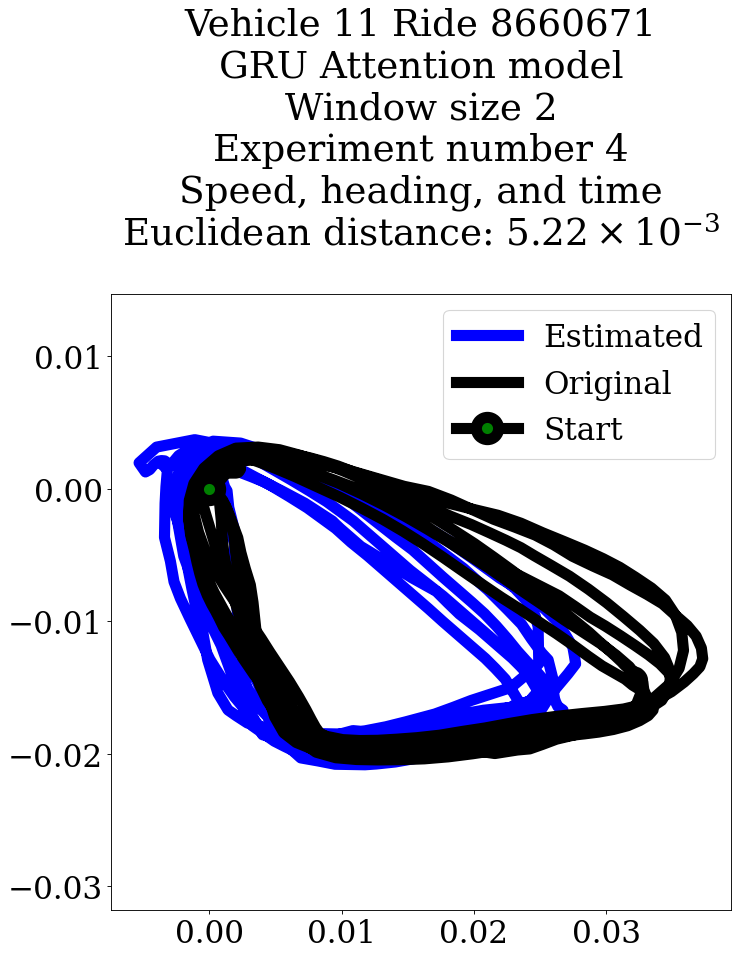 Vehicle 11 Ride 8660671
GRU Attention model
Window size 2
Experiment number 4
Speed, heading, and time
Euclidean distance: 5.22 × 10⁻³
Estimated
Original
Start
0.01
0.00
−0.01
−0.02
−0.03
0.00 0.01 0.02 0.03